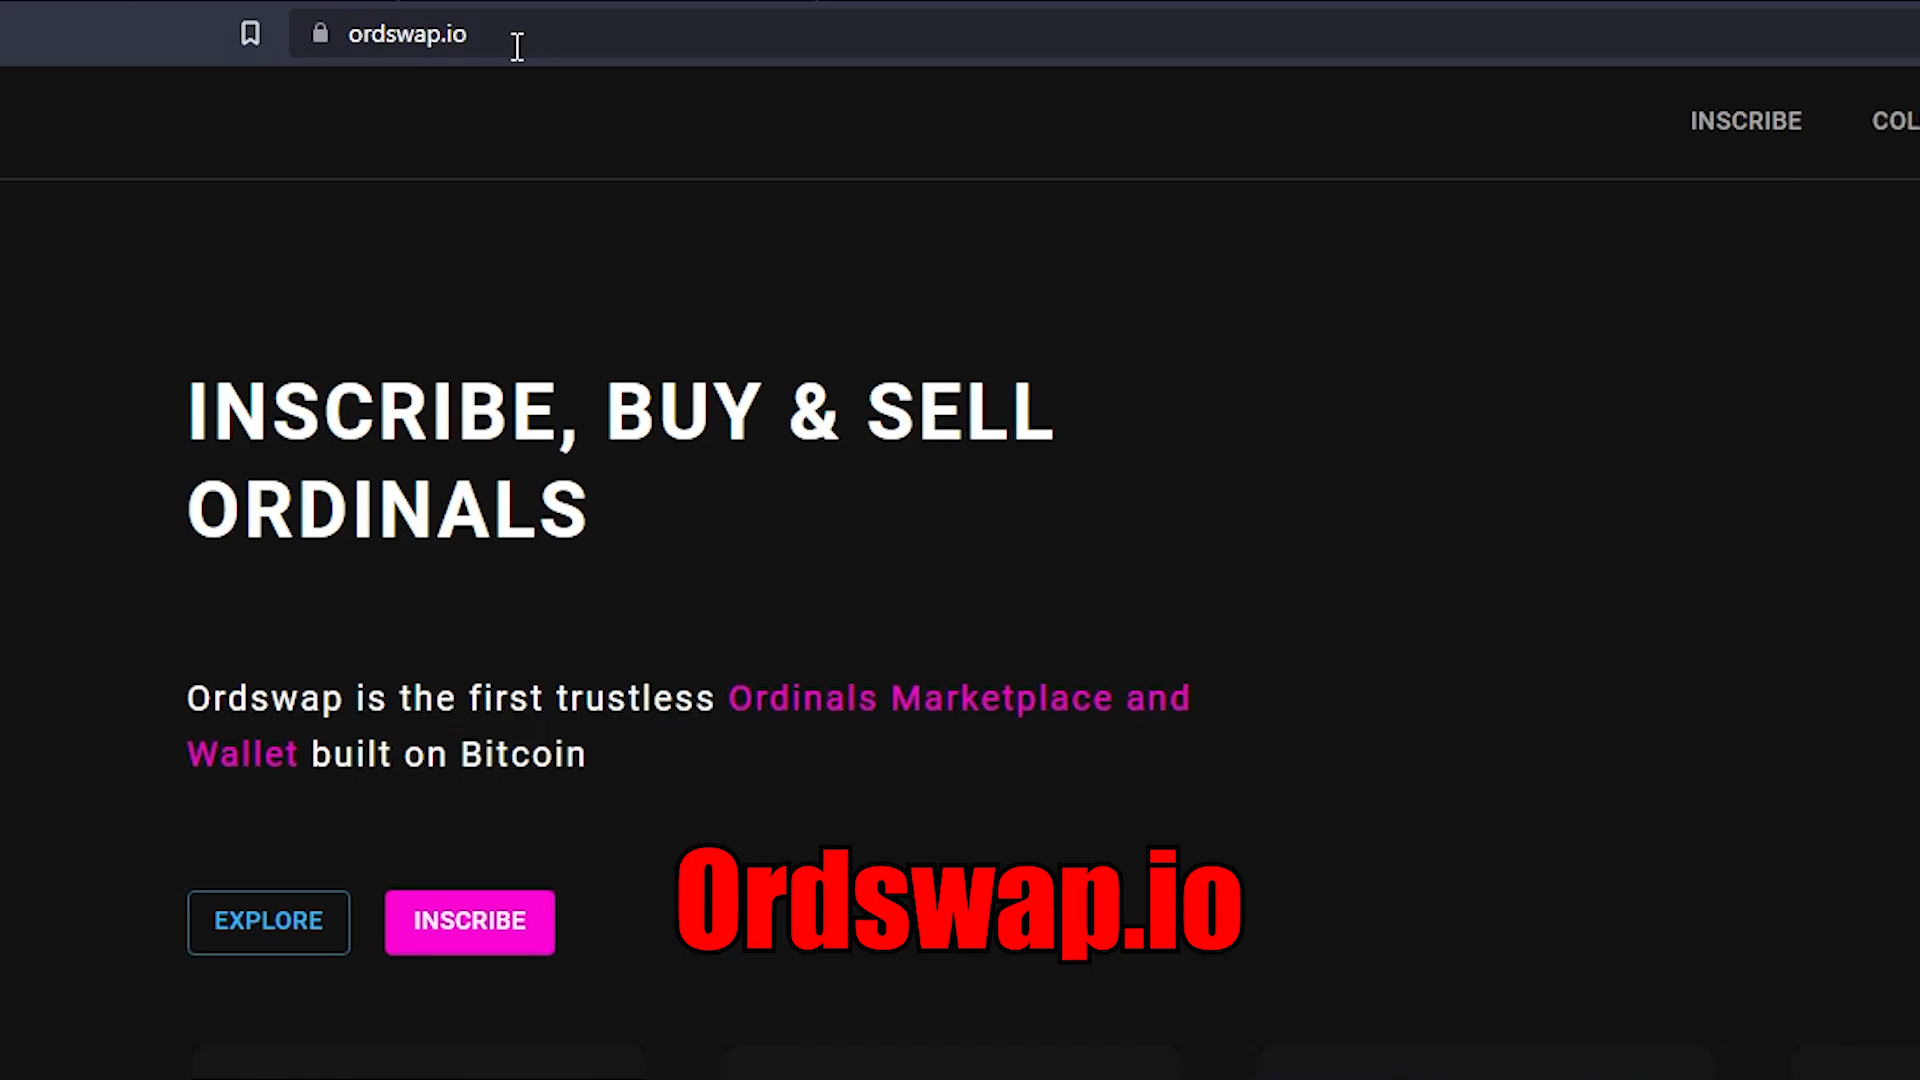 ordswap.io
INSCRIBE
COL
INSCRIBE, BUY & SELL
ORDINALS
Ordswap is the first trustless Ordinals Marketplace and
Wallet built on Bitcoin
EXPLORE
INSCRIBE
Ordswap.io